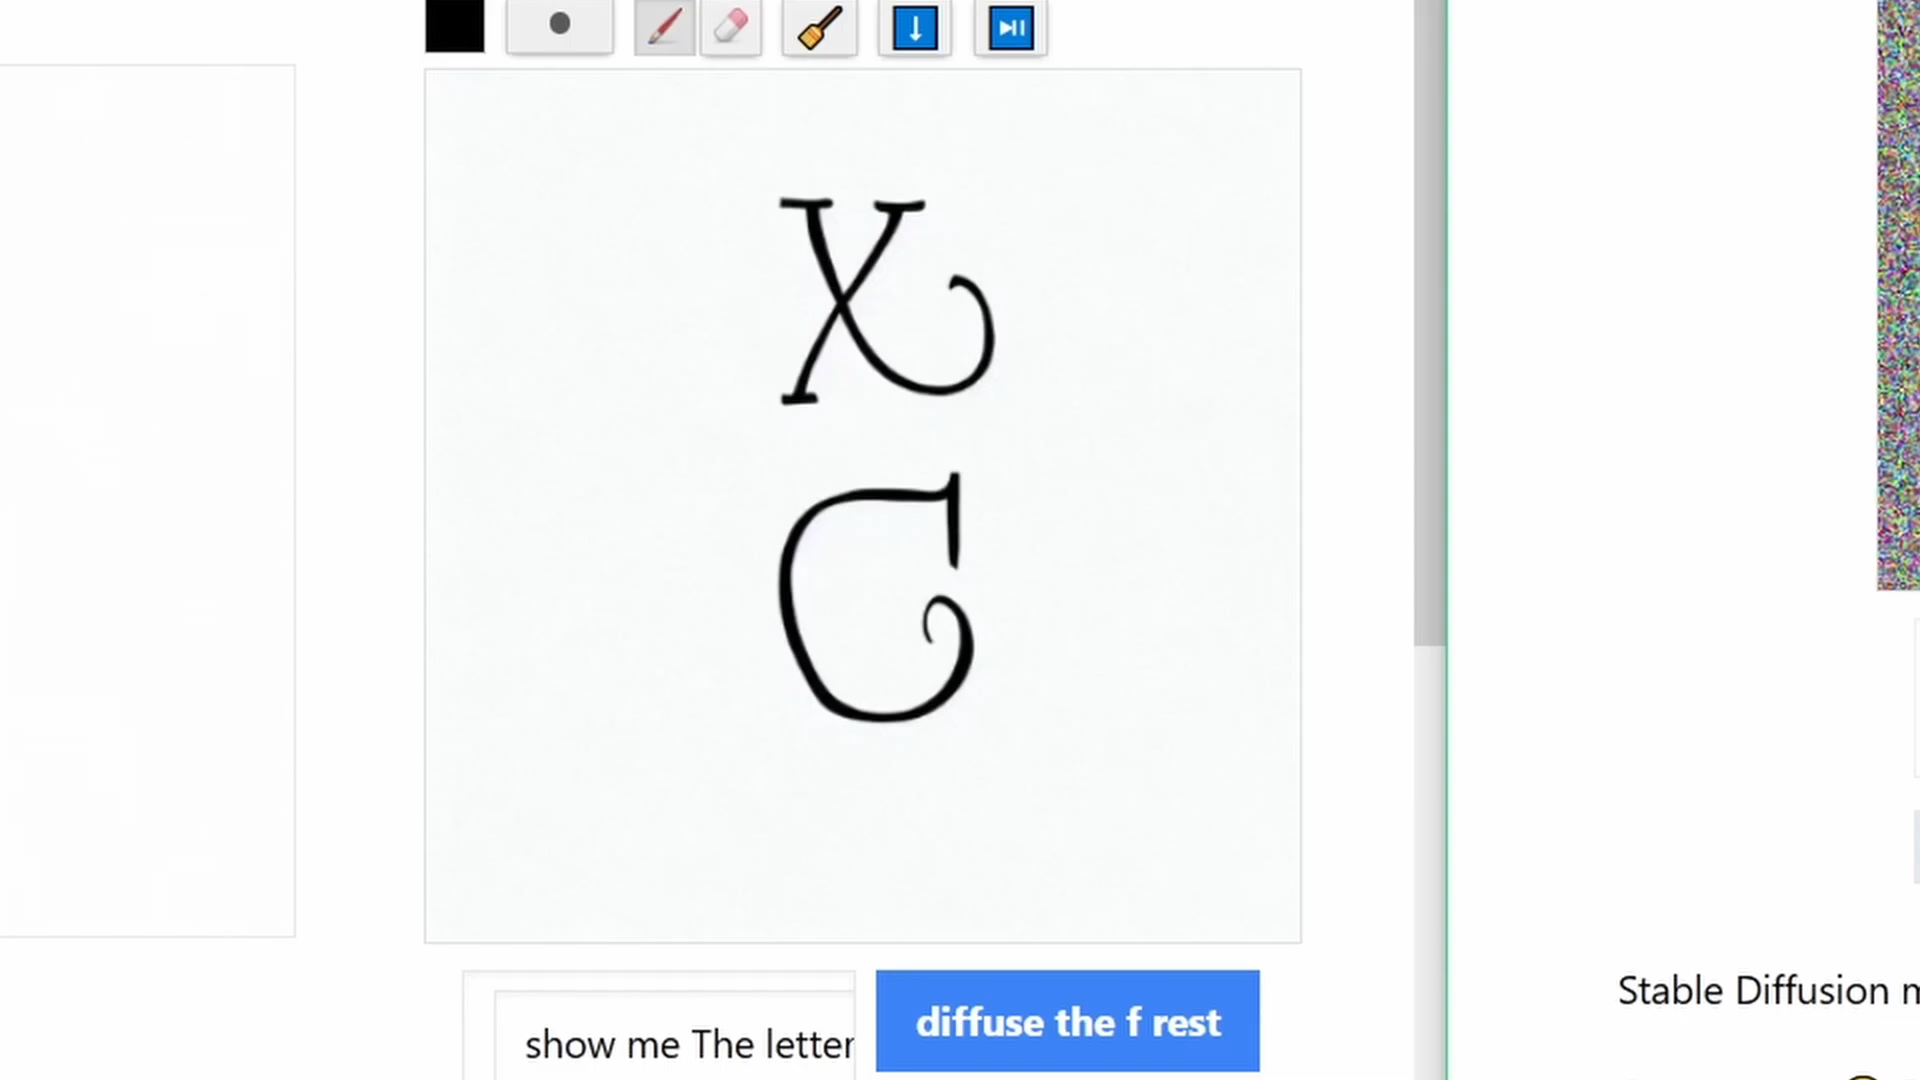 X
C
show me The letter
diffuse the f rest
Stable Diffusion m